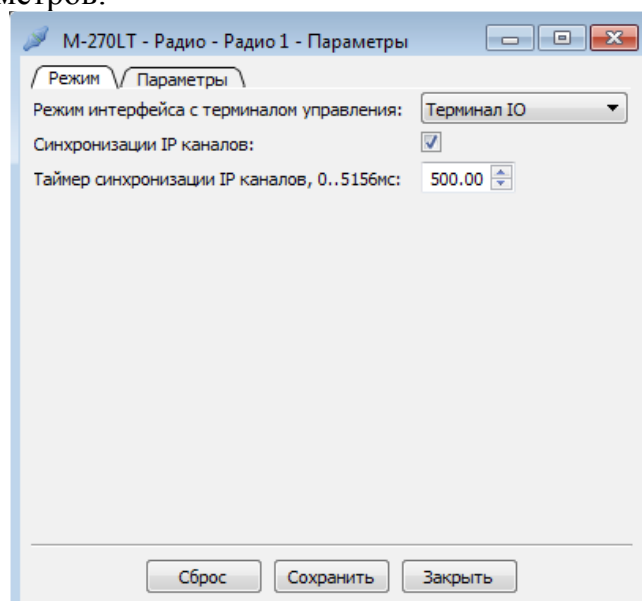 метров.
М-270LT - Радио - Радио 1 - Параметры
Режим Параметры
Режим интерфейса с терминалом управления: Терминал IO
Синхронизации IP каналов:
Таймер синхронизации IP каналов, 0..5156мс: 500.00
Сброс Сохранить Закрыть